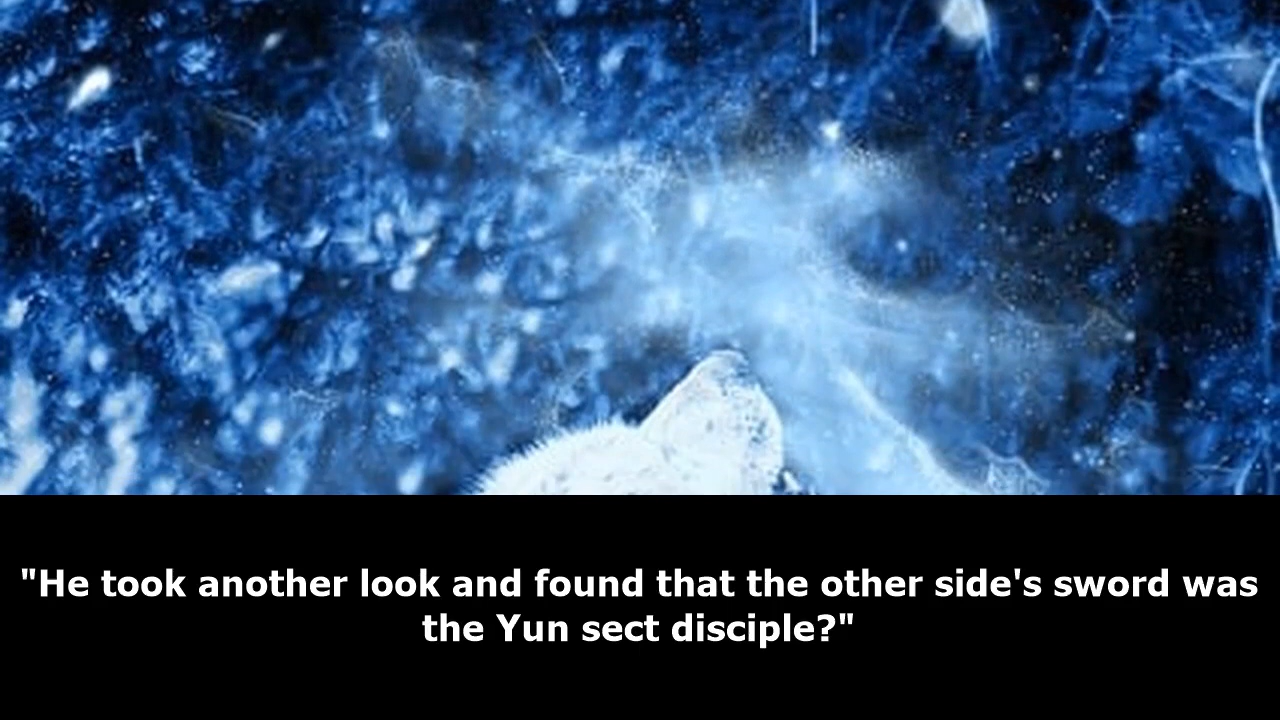 "He took another look and found that the other side's sword was
the Yun sect disciple?"